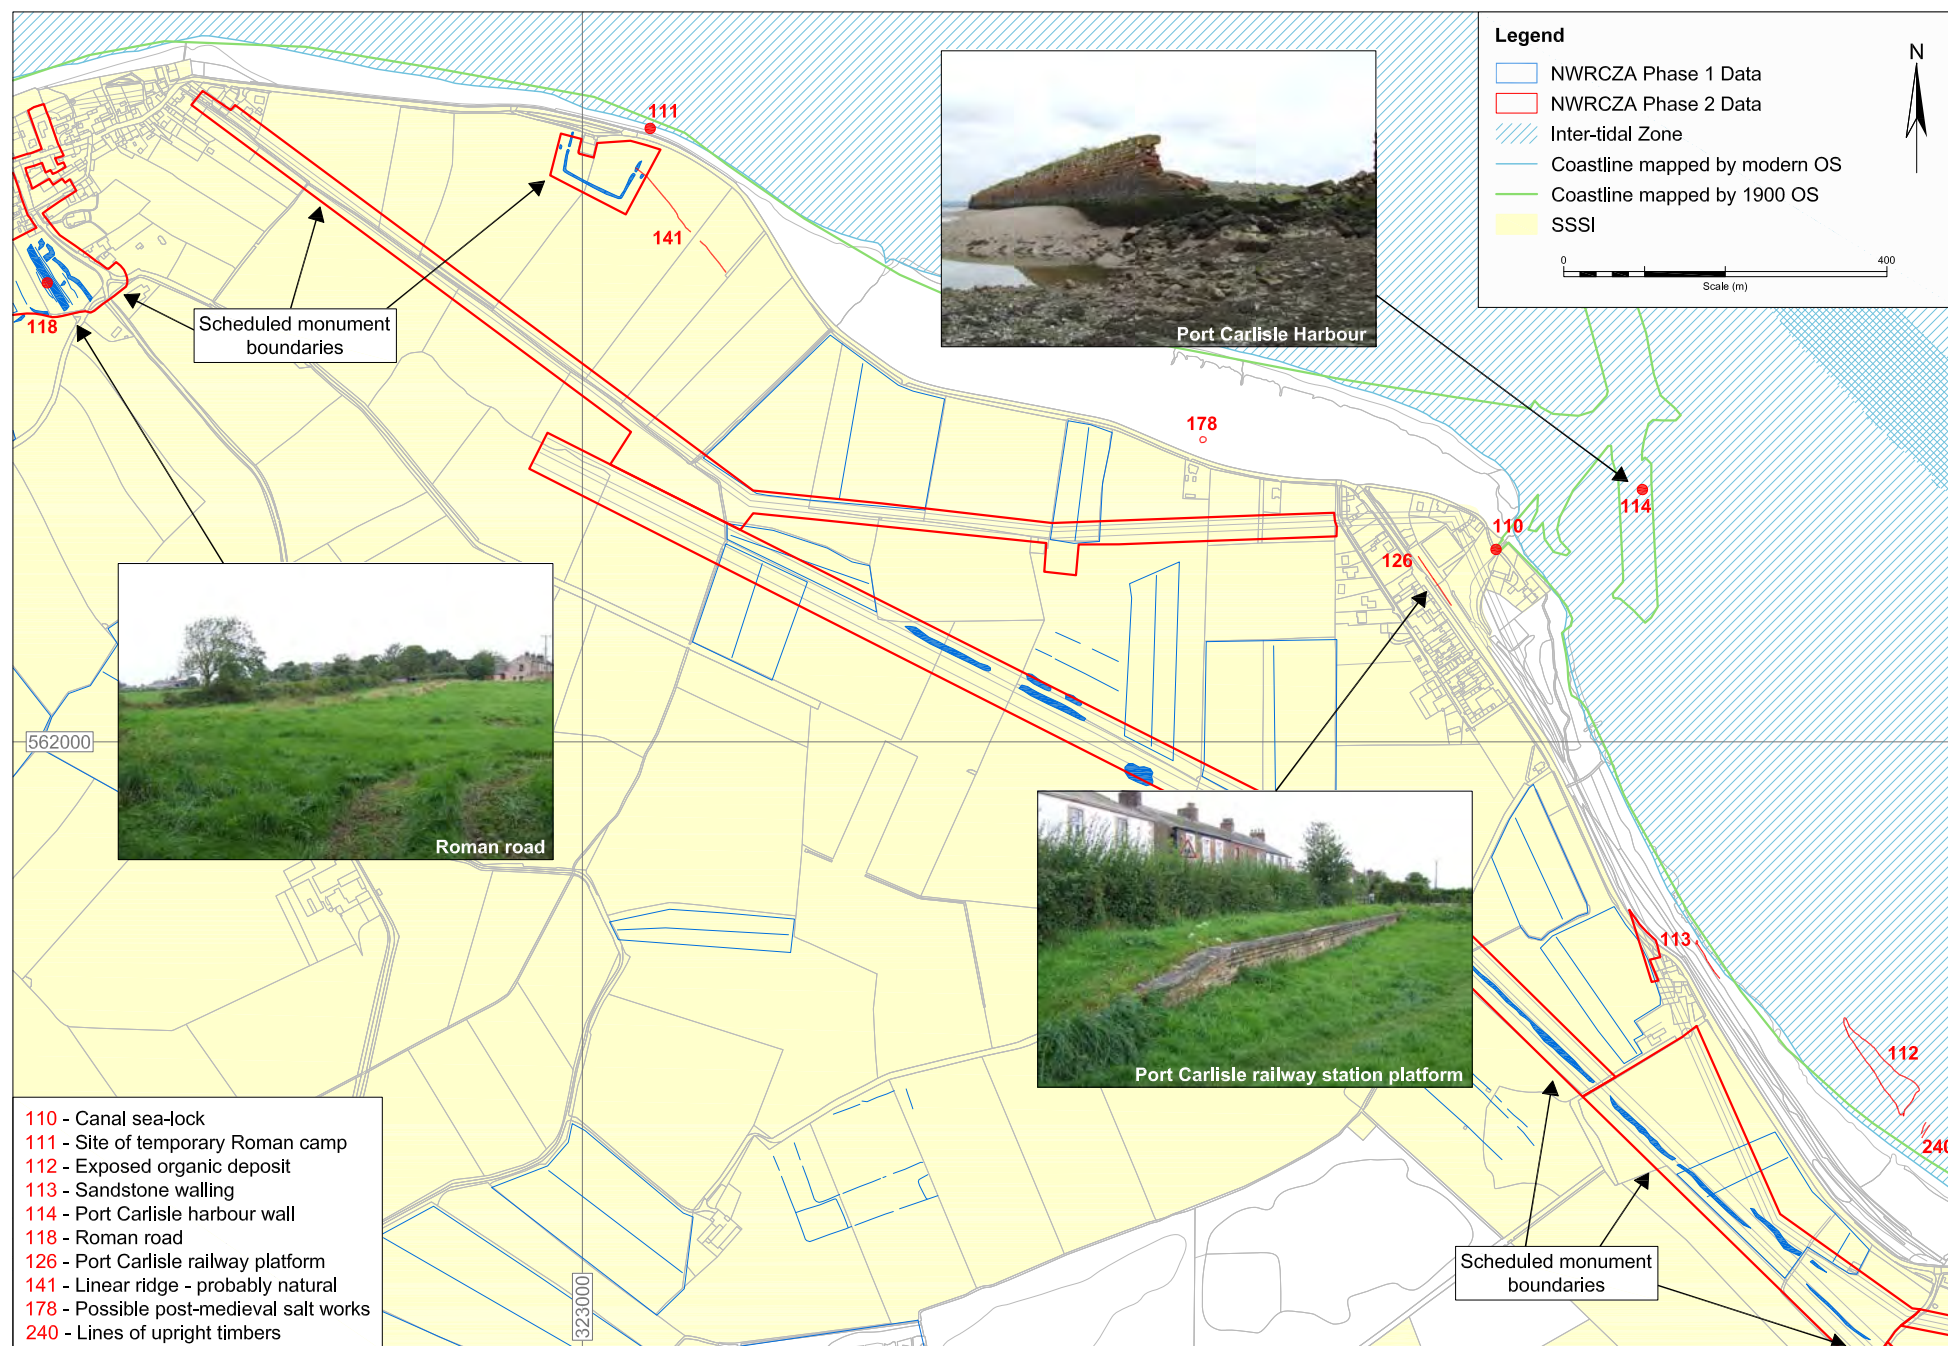 Legend
N
NWRCZA Phase 1 Data
NWRCZA Phase 2 Data
Inter-tidal Zone
Coastline mapped by modern OS
Coastline mapped by 1900 OS
SSSI
0 400
Scale (m)
111
141
118
Scheduled monument
boundaries
Port Carlisle Harbour
178
114
110
126
562000
Roman road
Port Carlisle railway station platform
113
112
240
Scheduled monument
boundaries
323000
110 - Canal sea-lock
111 - Site of temporary Roman camp
112 - Exposed organic deposit
113 - Sandstone walling
114 - Port Carlisle harbour wall
118 - Roman road
126 - Port Carlisle railway platform
141 - Linear ridge - probably natural
178 - Possible post-medieval salt works
240 - Lines of upright timbers